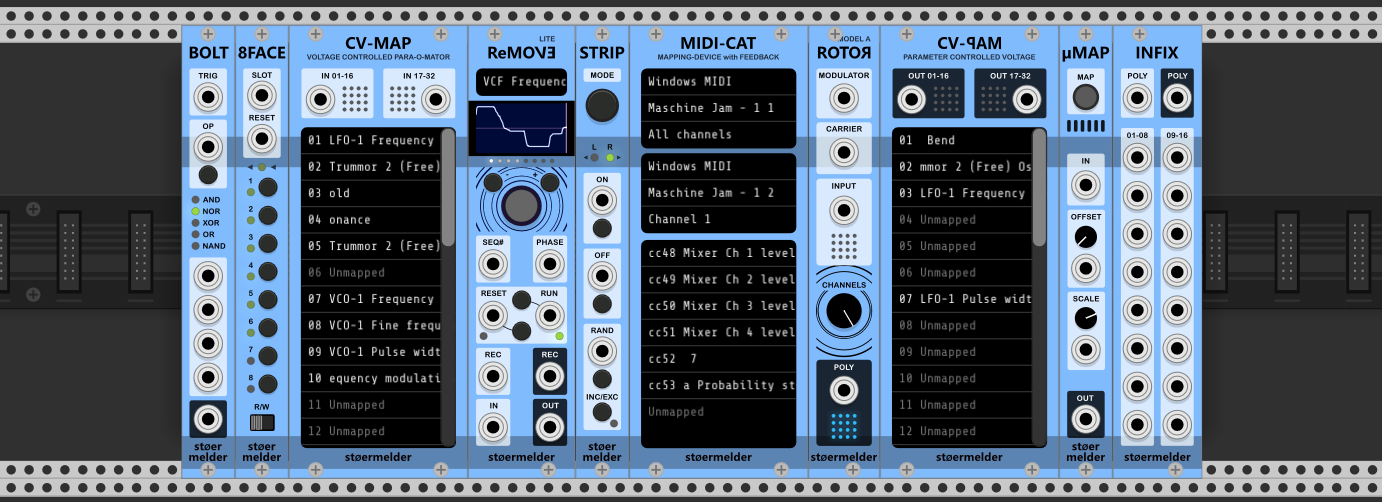 BOLT
TRIG
OP
AND
NOR
XOR
OR
NAND
støer
melder
8FACE
SLOT
RESET
1
2
3
4
5
6
7
8
R/W
støer
melder
CV-MAP
VOLTAGE CONTROLLED PARA-O-MATOR
IN 01-16
IN 17-32
01 LFO-1 Frequency
02 Trummor 2 (Free)
03 old
04 onance
05 Trummor 2 (Free)
06 Unmapped
07 VCO-1 Frequency
08 VCO-1 Fine frequ
09 VCO-1 Pulse widt
10 equency modulati
11 Unmapped
12 Unmapped
støermelder
LITE
ReMOVE
VCF Frequenc
- +
SEQ#
PHASE
RESET
RUN
REC
REC
IN
OUT
støermelder
STRIP
MODE
L R
ON
OFF
RAND
INC/EXC
støer
melder
MIDI-CAT
MAPPING-DEVICE with FEEDBACK
Windows MIDI
Maschine Jam - 1 1
All channels
Windows MIDI
Maschine Jam - 1 2
Channel 1
cc48 Mixer Ch 1 level
cc49 Mixer Ch 2 level
cc50 Mixer Ch 3 level
cc51 Mixer Ch 4 level
cc52 7
cc53 a Probability st
Unmapped
støermelder
MODEL A
ROTOR
MODULATOR
CARRIER
INPUT
CHANNELS
POLY
støermelder
CV-PAM
PARAMETER CONTROLLED VOLTAGE
OUT 01-16
OUT 17-32
01 Bend
02 mmor 2 (Free) Os
03 LFO-1 Frequency
04 Unmapped
05 Unmapped
06 Unmapped
07 LFO-1 Pulse widt
08 Unmapped
09 Unmapped
10 Unmapped
11 Unmapped
12 Unmapped
støermelder
µMAP
MAP
IN
OFFSET
SCALE
OUT
støer
melder
INFIX
POLY
POLY
01-08
09-16
støermelder